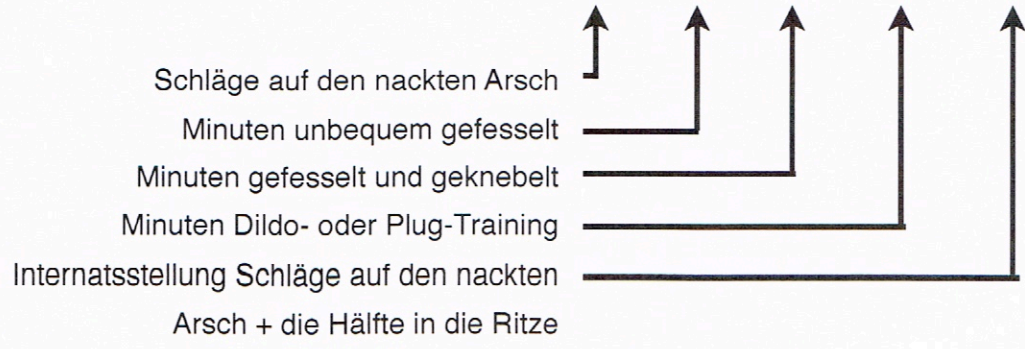 Schläge auf den nackten Arsch
Minuten unbequem gefesselt
Minuten gefesselt und geknebelt
Minuten Dildo- oder Plug-Training
Internatsstellung Schläge auf den nackten
Arsch + die Hälfte in die Ritze